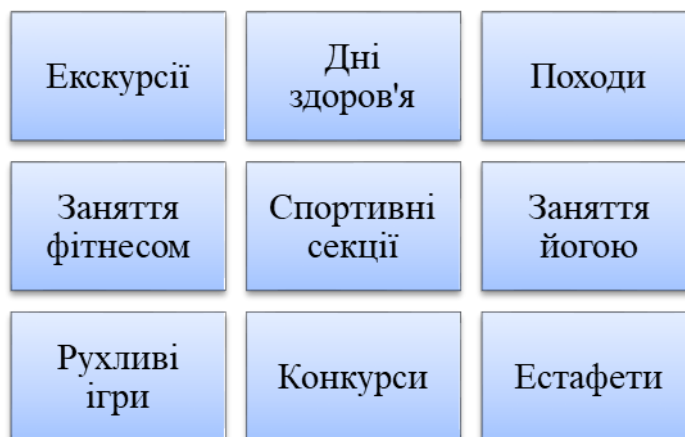 Екскурсії
Дні
здоров'я
Походи
Заняття
фітнесом
Спортивні
секції
Заняття
йогою
Рухливі
ігри
Конкурси
Естафети